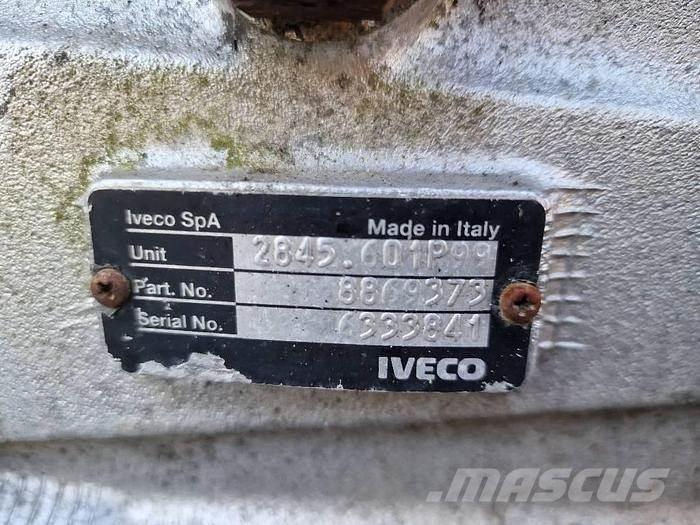 Iveco SpA Made in Italy
Unit 2845.601P99
Part. No. 8869373
Serial No. 6333841
IVECO
MASCUS